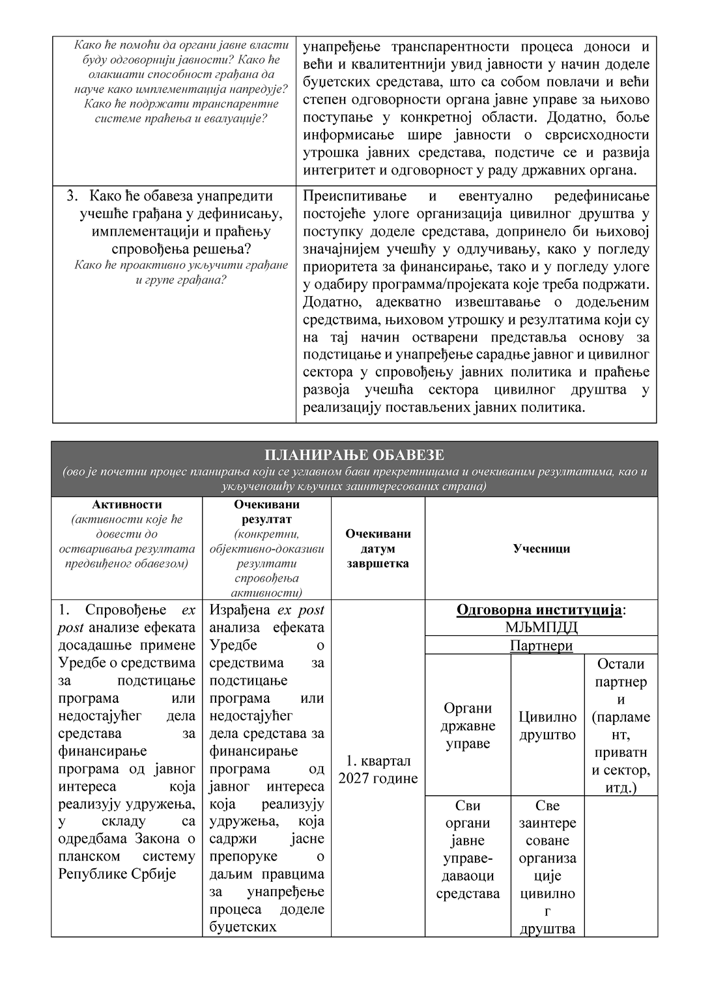 Како ће помоћи да органи јавне власти
буду одговорнији јавности? Како ће
олакшати способност грађана да
науче како имплементација напредује?
Како ће подржати транспарентне
системе праћења и евалуације?
унапређење транспарентности процеса доноси и
већи и квалитентнији увид јавности у начин доделе
буџетских средстава, што са собом повлачи и већи
степен одговорности органа јавне управе за њихово
поступање у конкретној области. Додатно, боље
информисање шире јавности о сврсисходности
утрошка јавних средстава, подстиче се и развија
интегритет и одговорност у раду државних органа.
3. Како ће обавеза унапредити
учешће грађана у дефинисању,
имплементацији и праћењу
спровођења решења?
Како ће проактивно укључити грађане
и групе грађана?
Преиспитивање и евентуално редефинисање
постојеће улоге организација цивилног друштва у
поступку доделе средстава, допринело би њиховој
значајнијем учешћу у одлучивању, како у погледу
приоритета за финансирање, тако и у погледу улоге
у одабиру программа/пројеката које треба подржати.
Додатно, адекватно извештавање о додељеним
средствима, њиховом утрошку и резултатима који су
на тај начин остварени представља основу за
подстицање и унапређење сарадње јавног и цивилног
сектора у спровођењу јавних политика и праћење
развоја учешћа сектора цивилног друштва у
реализацију постављених јавних политика.
ПЛАНИРАЊЕ ОБАВЕЗЕ
(ово је почетни процес планирања који се углавном бави прекретницама и очекиваним резултатима, као и
укљученошћу кључних заинтересованих страна)
Активности
(активности које ће
довести до
остваривања резултата
предвиђеног обавезом)
Очекивани
резултат
(конкретни,
објективно-доказиви
резултати
спровођења
активности)
Очекивани
датум
завршетка
Учесници
1. Спровођење ex
post анализе ефеката
досадашње примене
Уредбе о средствима
за подстицање
програма или
недостајућег дела
средстава за
финансирање
програма од јавног
интереса која
реализују удружења,
у складу са
одредбама Закона о
планском систему
Републике Србије
Израђена ex post
анализа ефеката
Уредбе о
средствима за
подстицање
програма или
недостајућег
дела средстава за
финансирање
програма од
јавног интереса
која реализују
удружења, која
садржи јасне
препоруке о
даљим правцима
за унапређење
процеса доделе
буџетских
1. квартал
2027 године
Одговорна институција:
МЉМПДД
Партнери
Органи
државне
управе
Цивилно
друштво
Остали
партнер
и
(парламе
нт,
приватн
и сектор,
итд.)
Сви
органи
јавне
управе-
даваоци
средстава
Све
заинтере
соване
организа
ције
цивилно
г
друштва